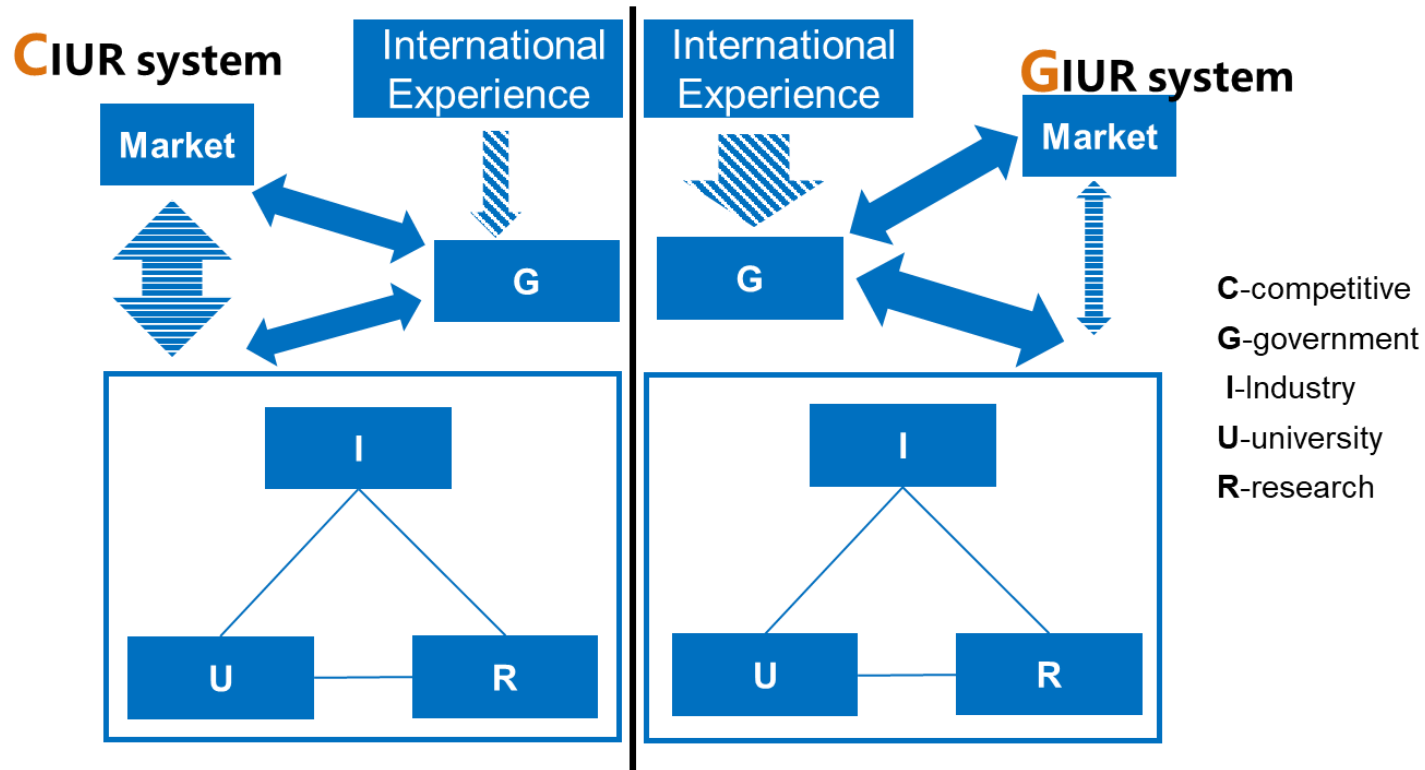 CIUR system
International
Experience
Market
G
I
U
R
International
Experience
GIUR system
Market
G
I
U
R
C-competitive
G-government
I-Industry
U-university
R-research